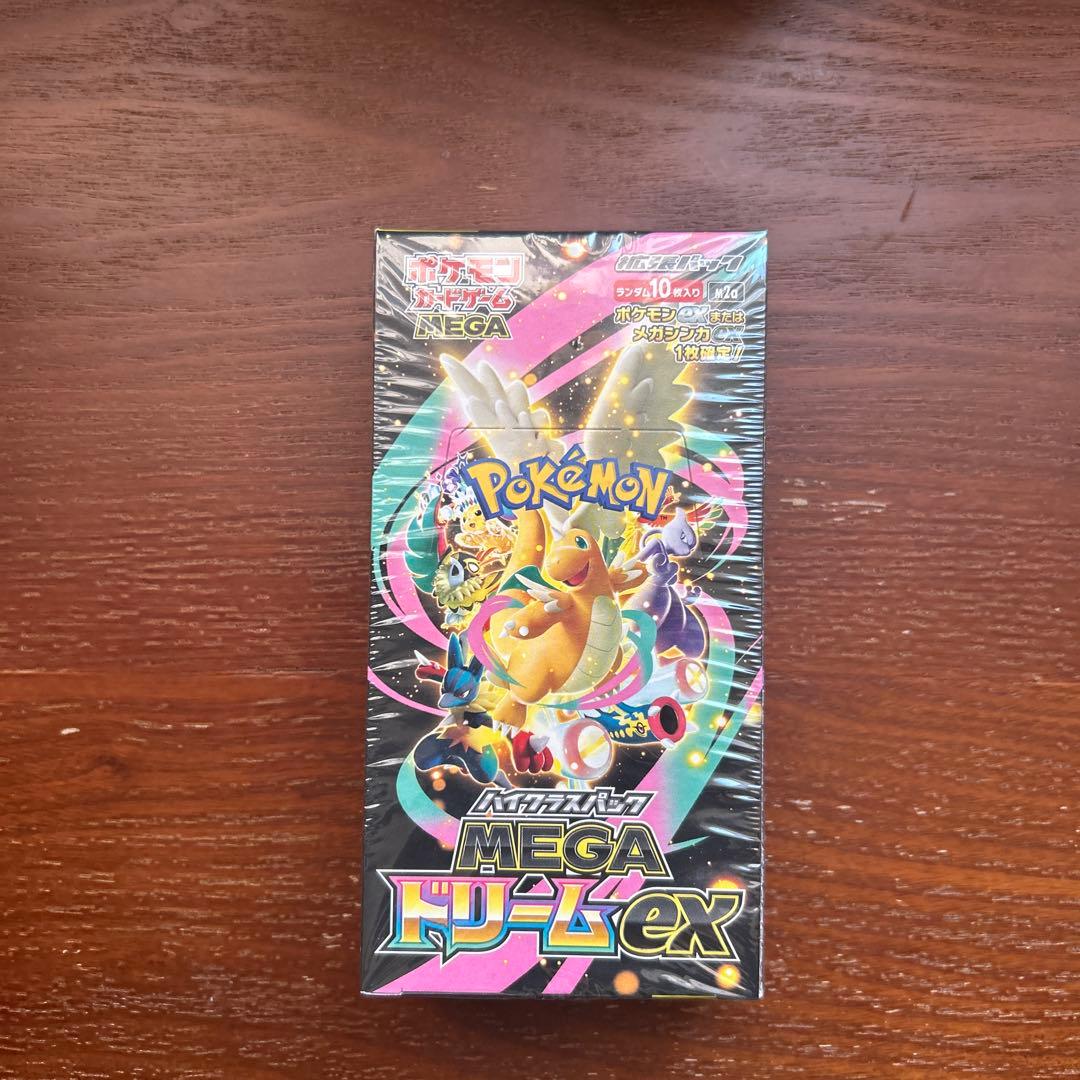 ポケモン
カードゲーム
MEGA
拡張パック
ランダム10枚入り M2a
ポケモンexまたは
メガシンカex
1枚確定!!
POKéMON
TM
ハイクラスパック
MEGA
ドリームex